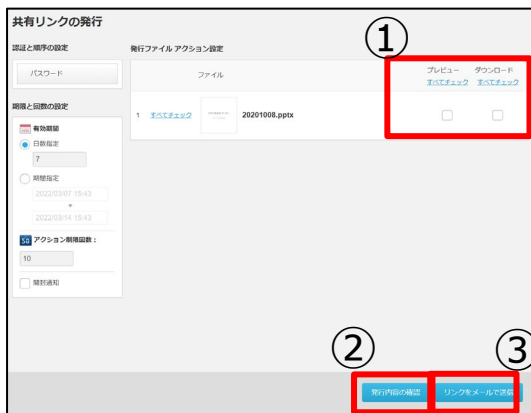 共有リンクの発行
認証と順序の設定
発行ファイル アクション設定
①
パスワード
ファイル
プレビュー
ダウンロード
すべてチェック
すべてチェック
期限と回数の設定
有効期間
1
すべてチェック
20201008.pptx
日数指定
7
期間指定
2022/03/07 15:43
2022/03/14 15:43
アクション制限回数：
10
開封通知
②
③
発行内容の確認
リンクをメールで送信